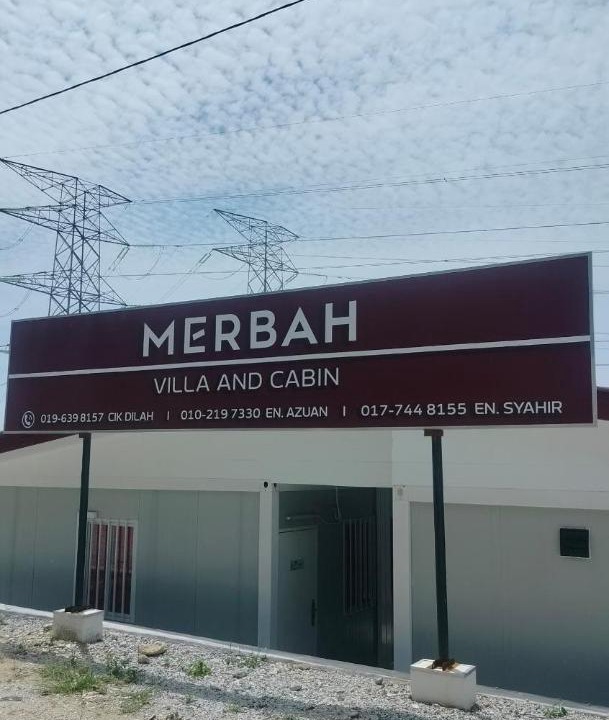 MERBAH
VILLA AND CABIN
019-639 8157 CIK DILAH | 010-219 7330 EN. AZUAN | 017-744 8155 EN. SYAHIR